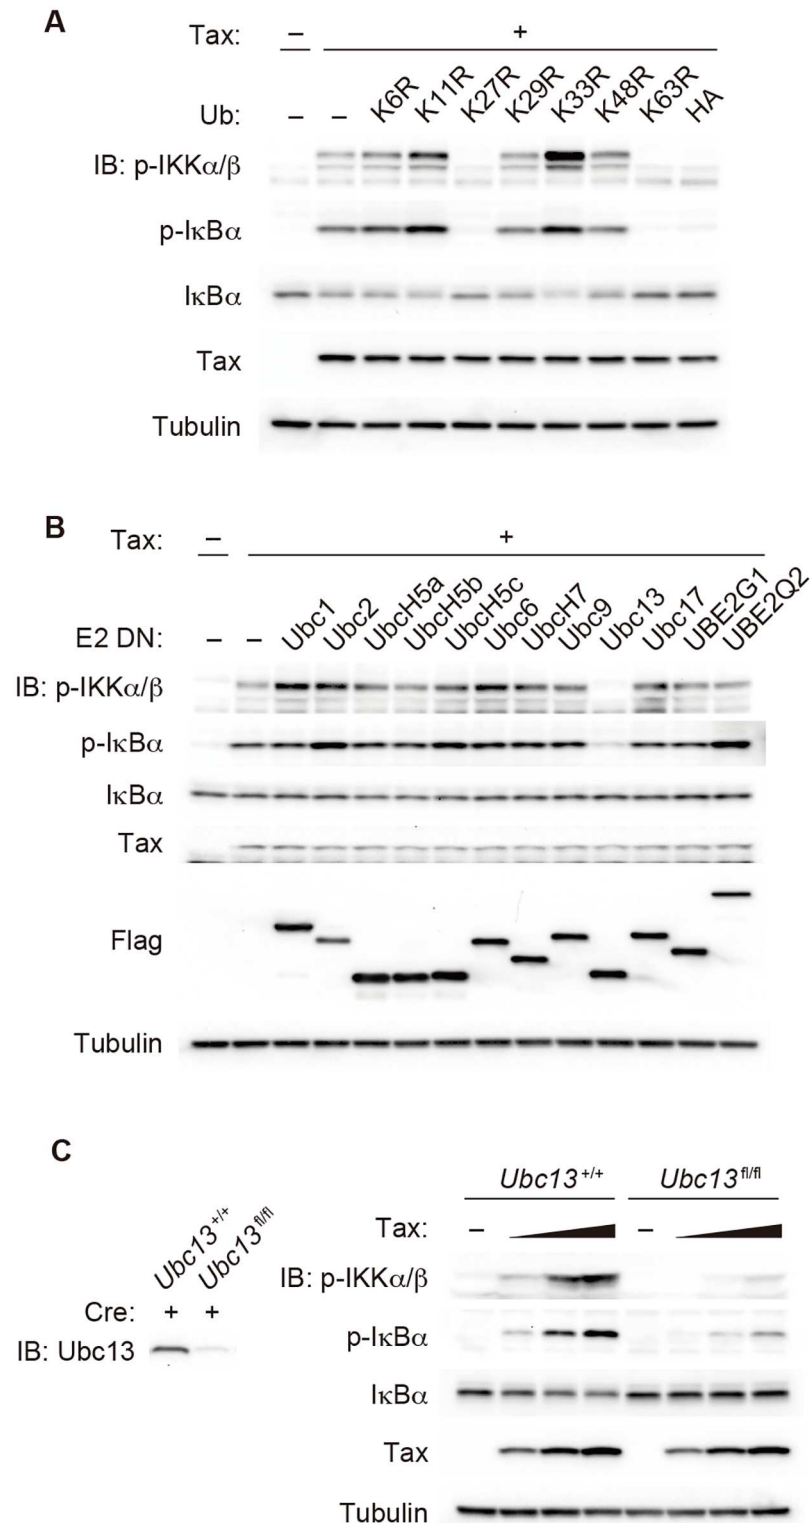 A
Tax: – +
Ub: – – K6R K11R K27R K29R K33R K48R K63R HA
IB: p-IKKα/β
p-IκBα
IκBα
Tax
Tubulin
B
Tax: – +
E2 DN: – – Ubc1 Ubc2 UbcH5a UbcH5b UbcH5c Ubc6 UbcH7 Ubc9 Ubc13 Ubc17 UBE2G1 UBE2Q2
IB: p-IKKα/β
p-IκBα
IκBα
Tax
Flag
Tubulin
C
Ubc13+/+ Ubc13fl/fl
Cre: + +
IB: Ubc13
Ubc13+/+ Ubc13fl/fl
Tax: – –
IB: p-IKKα/β
p-IκBα
IκBα
Tax
Tubulin